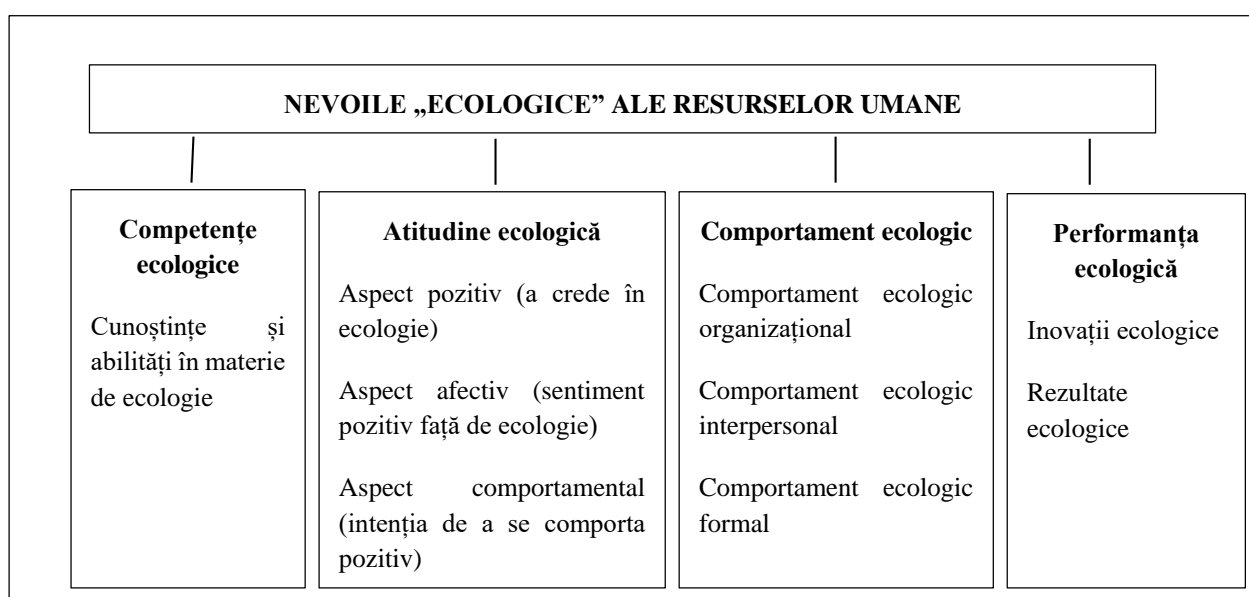 NEVOILE „ECOLOGICE” ALE RESURSELOR UMANE
Competențe
ecologice
Cunoștințe și
abilități în materie
de ecologie
Atitudine ecologică
Aspect pozitiv (a crede în
ecologie)
Aspect afectiv (sentiment
pozitiv față de ecologie)
Aspect comportamental
(intenția de a se comporta
pozitiv)
Comportament ecologic
Comportament ecologic
organizațional
Comportament ecologic
interpersonal
Comportament ecologic
formal
Performanța
ecologică
Inovații ecologice
Rezultate
ecologice